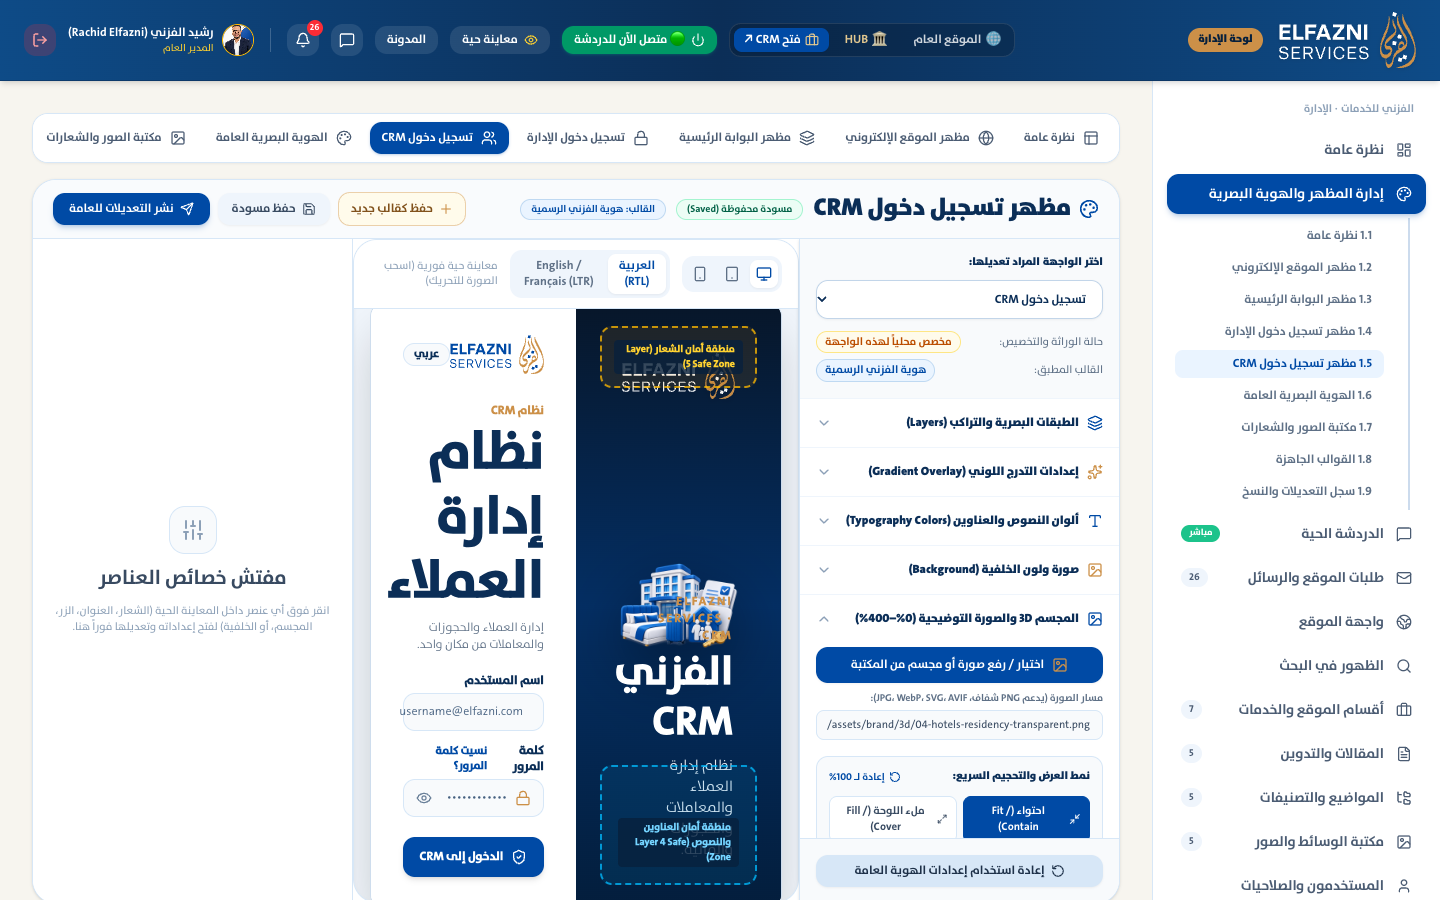 ELFAZNI
SERVICES
لوحة الإدارة
الموقع العام
HUB
فتح CRM
متصل الآن للدردشة
معاينة حية
المدونة
26
رشيد الفزني (Rachid Elfazni)
المدير العام
الفزني للخدمات · الإدارة
نظرة عامة
إدارة المظهر والهوية البصرية
1.1 نظرة عامة
1.2 مظهر الموقع الإلكتروني
1.3 مظهر البوابة الرئيسية
1.4 مظهر تسجيل دخول الإدارة
1.5 مظهر تسجيل دخول CRM
1.6 الهوية البصرية العامة
1.7 مكتبة الصور والشعارات
1.8 القوالب الجاهزة
1.9 سجل التعديلات والنسخ
الدردشة الحية
مباشر
طلبات الموقع والرسائل
26
واجهة الموقع
الظهور في البحث
أقسام الموقع والخدمات
7
المقالات والتدوين
5
المواضيع والتصنيفات
5
مكتبة الوسائط والصور
5
المستخدمون والصلاحيات
نظرة عامة
مظهر الموقع الإلكتروني
مظهر البوابة الرئيسية
تسجيل دخول الإدارة
تسجيل دخول CRM
الهوية البصرية العامة
مكتبة الصور والشعارات
مظهر تسجيل دخول CRM
مسودة محفوظة (Saved)
القالب: هوية الفزني الرسمية
حفظ كقالب جديد
حفظ مسودة
نشر التعديلات للعامة
اختر الواجهة المراد تعديلها:
تسجيل دخول CRM
حالة الوراثة والتخصيص:
مخصص محلياً لهذه الواجهة
القالب المطبق:
هوية الفزني الرسمية
الطبقات البصرية والتراكب (Layers)
إعدادات التدرج اللوني (Gradient Overlay)
ألوان النصوص والعناوين (Typography Colors)
صورة ولون الخلفية (Background)
المجسم 3D والصورة التوضيحية (0%–400%)
اختيار / رفع صورة أو مجسم من المكتبة
مسار الصورة (يدعم PNG شفاف، JPG, WebP, SVG, AVIF):
/assets/brand/3d/04-hotels-residency-transparent.png
نمط العرض والتحجيم السريع:
إعادة لـ 100%
احتواء (Fit /
Contain)
ملء اللوحة (Fill /
Cover)
إعادة استخدام إعدادات الهوية العامة
العربية
(RTL)
English /
Français (LTR)
معاينة حية فورية (اسحب
الصورة للتحريك)
منطقة أمان الشعار (Layer
5 Safe Zone)
ELFAZNI
SERVICES
ELFAZNI
SERVICES
CRM
الفزني
CRM
نظام إدارة
العملاء
والمعاملات
منطقة أمان العناوين
والنصوص (Layer 4 Safe
Zone)
ELFAZNI
SERVICES
عربي
نظام CRM
نظام
إدارة
العملاء
إدارة العملاء والحجوزات
والمعاملات من مكان واحد.
اسم المستخدم
username@elfazni.com
كلمة
المرور
نسيت كلمة
المرور؟
••••••••••••
الدخول إلى CRM
مفتش خصائص العناصر
انقر فوق أي عنصر داخل المعاينة الحية (الشعار، العنوان، الزر،
المجسم، أو الخلفية) لفتح إعداداته وتعديلها فوراً هنا.